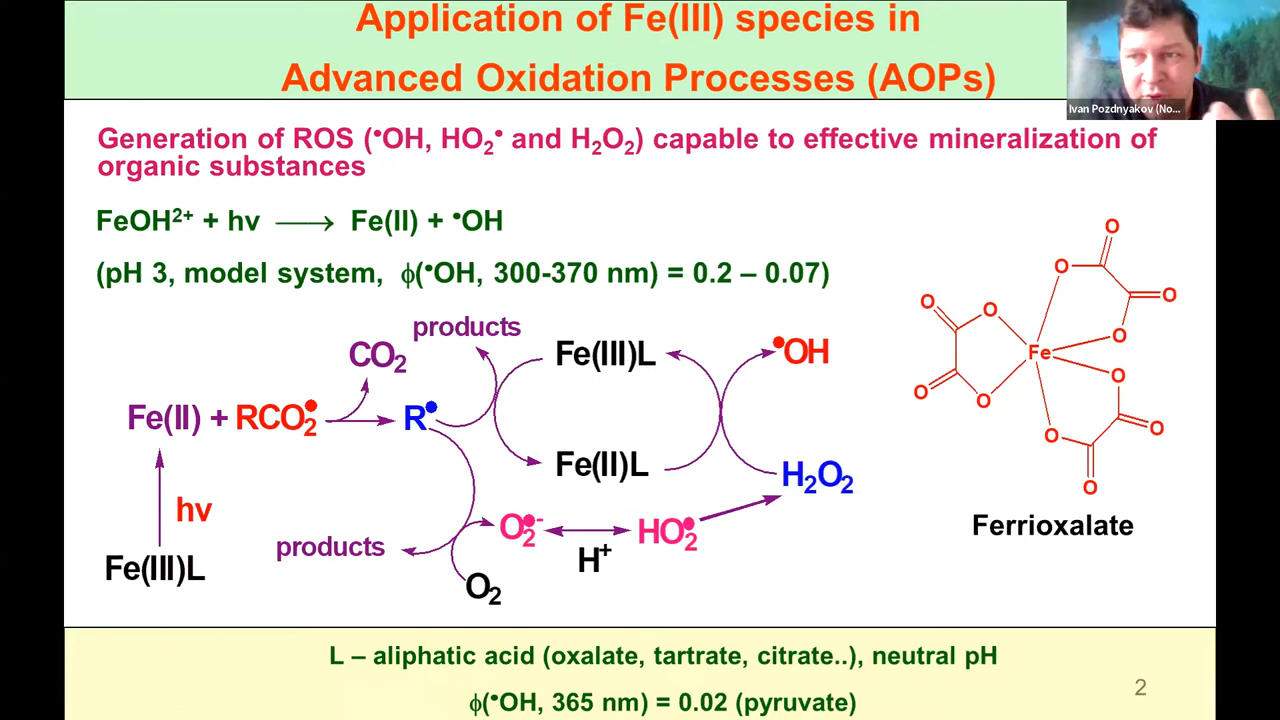 Application of Fe(III) species in
Advanced Oxidation Processes (AOPs)
Ivan Pozdnyakov (No...
Generation of ROS (•OH, HO₂• and H₂O₂) capable to effective mineralization of
organic substances
FeOH²⁺ + hν ⟶ Fe(II) + •OH
(pH 3, model system, ϕ(•OH, 300-370 nm) = 0.2 – 0.07)
products
CO₂
Fe(III)L
•OH
Fe(II) + RCO₂•
R•
Fe(II)L
H₂O₂
hν
O₂•⁻
HO₂•
H⁺
products
Fe(III)L
O₂
O
O
O
O
O
O
Fe
O
O
O
O
O
O
Ferrioxalate
L – aliphatic acid (oxalate, tartrate, citrate..), neutral pH
ϕ(•OH, 365 nm) = 0.02 (pyruvate)
2